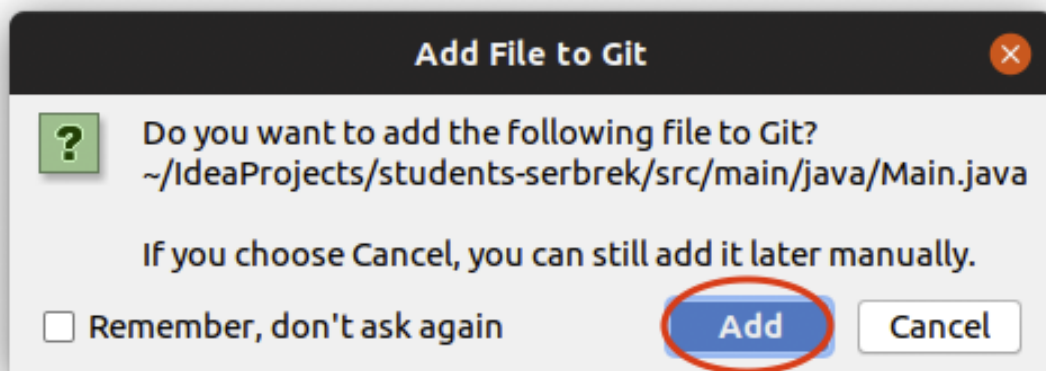 Add File to Git
Do you want to add the following file to Git?
~/IdeaProjects/students-serbrek/src/main/java/Main.java
If you choose Cancel, you can still add it later manually.
Remember, don't ask again
Add
Cancel